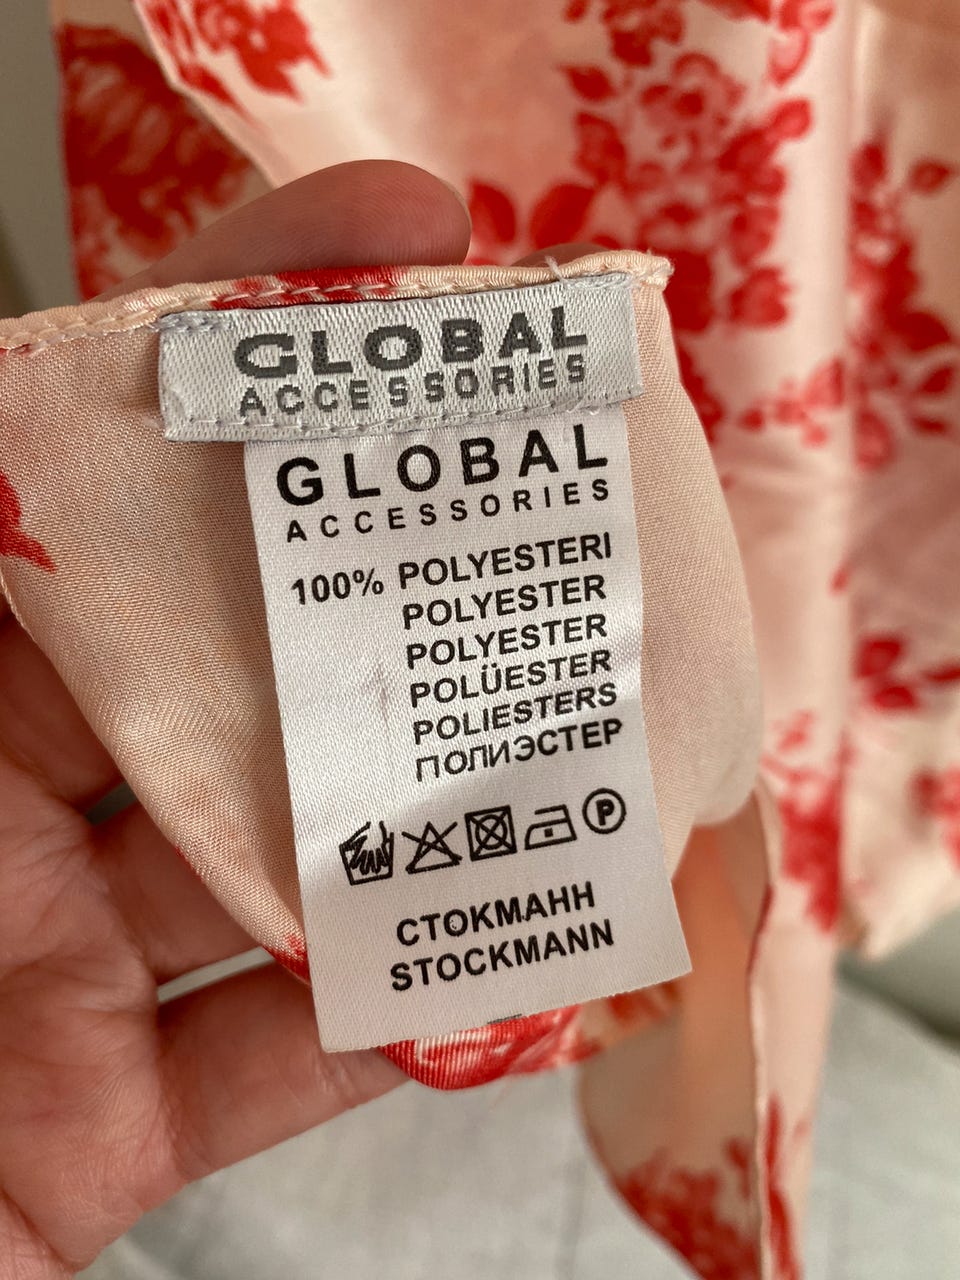 GLOBAL
ACCESSORIES
GLOBAL
ACCESSORIES
100% POLYESTERI
POLYESTER
POLYESTER
POLÜESTER
POLIESTERS
ПОЛИЭСТЕР
P
СТОКМАНН
STOCKMANN